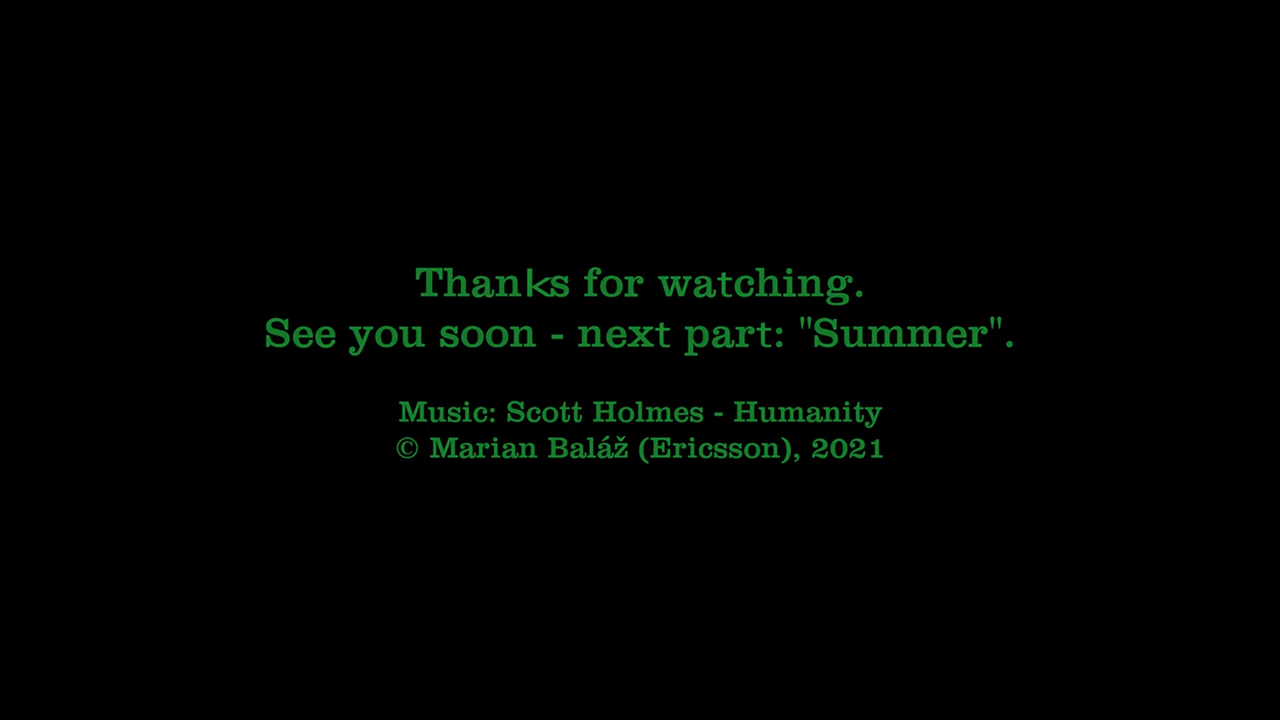 Thanks for watching.
See you soon - next part: "Summer".
Music: Scott Holmes - Humanity
© Marian Baláž (Ericsson), 2021